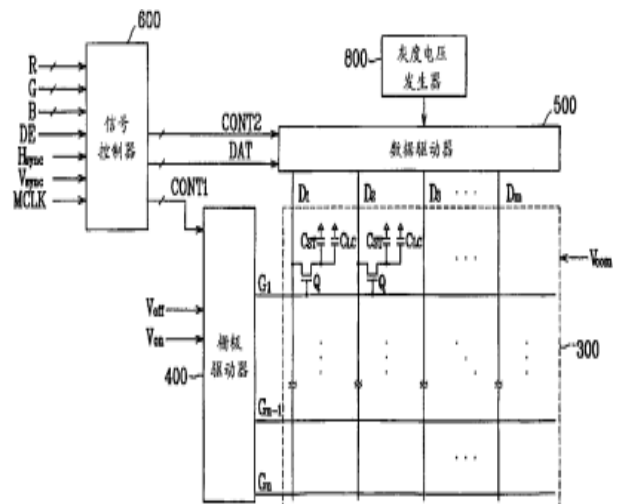 600
R
G
B
DE
Hsync
Vsync
MCLK
信号
控制器
CONT2
DAT
CONT1
800
灰度电压
发生器
500
数据驱动器
D1
D2
D3
...
Dm
CST
CLC
CST
CLC
Q
Q
...
Vcom
G1
Voff
Von
栅极
驱动器
400
300
Gn-1
...
Gn